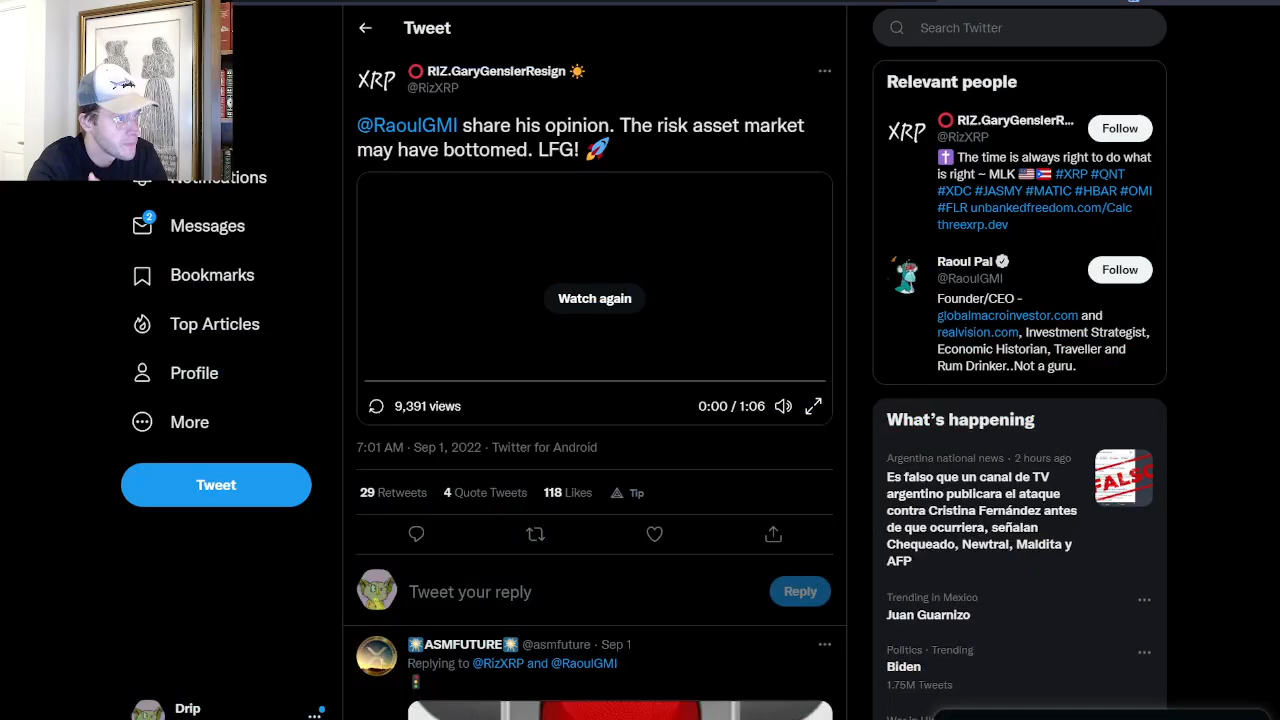 Tweet
Search Twitter
XRP
RIZ.GaryGenslerResign
@RizXRP
@RaoulGMI share his opinion. The risk asset market
may have bottomed. LFG!
Watch again
9,391 views
0:00 / 1:06
7:01 AM · Sep 1, 2022 · Twitter for Android
29 Retweets 4 Quote Tweets 118 Likes Tip
Tweet your reply
Reply
ASMFUTURE @asmfuture · Sep 1
Replying to @RizXRP and @RaoulGMI
Notifications
2
Messages
Bookmarks
Top Articles
Profile
More
Tweet
Drip
Relevant people
XRP
RIZ.GaryGenslerR...
@RizXRP
Follow
The time is always right to do what
is right ~ MLK #XRP #QNT
#XDC #JASMY #MATIC #HBAR #OMI
#FLR unbankedfreedom.com/Calc
threexrp.dev
Raoul Pal
@RaoulGMI
Follow
Founder/CEO -
globalmacroinvestor.com and
realvision.com, Investment Strategist,
Economic Historian, Traveller and
Rum Drinker..Not a guru.
What's happening
Argentina national news · 2 hours ago
Es falso que un canal de TV
argentino publicara el ataque
contra Cristina Fernández antes
de que ocurriera, señalan
Chequeado, Newtral, Maldita y
AFP
FALSO
Trending in Mexico
Juan Guarnizo
Politics · Trending
Biden
1.75M Tweets